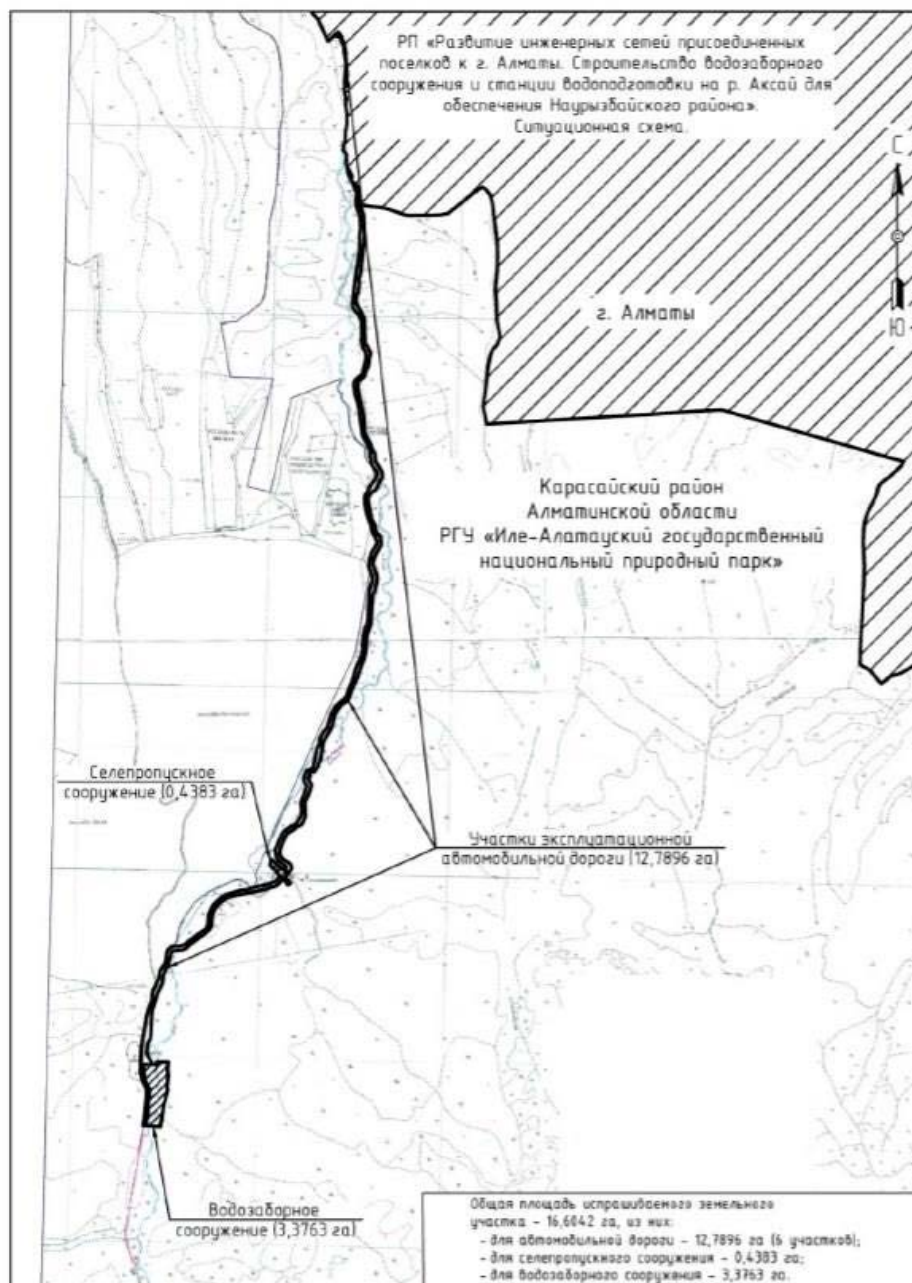 РП «Развитие инженерных сетей присоединенных
поселков к г. Алматы. Строительство водозаборного
сооружения и станции водоподготовки на р. Аксай для
обеспечения Наурызбайского района».
Ситуационная схема.
С
Ю
г. Алматы
Карасайский район
Алматинской области
РГУ «Иле-Алатауский государственный
национальный природный парк»
Селепропускное
сооружение (0,4383 га)
Участки эксплуатационной
автомобильной дороги (12,7896 га)
Водозаборное
сооружение (3,3763 га)
Общая площадь испрашиваемого земельного
участка - 16,6042 га, из них:
- для автомобильной дороги - 12,7896 га (6 участков);
- для селепропускного сооружения - 0,4383 га;
- для водозаборного сооружения - 3,3763 га.